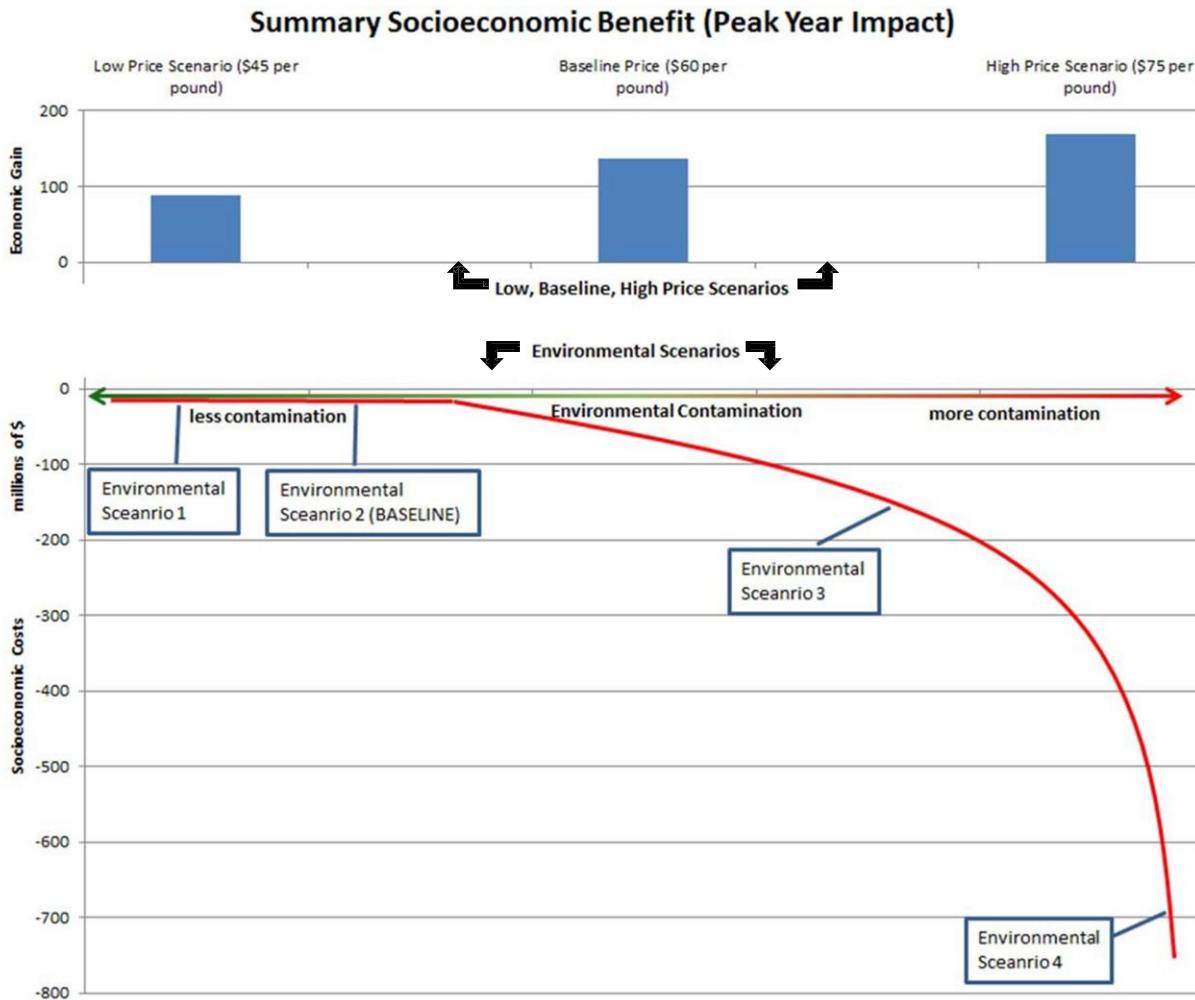 Summary Socioeconomic Benefit (Peak Year Impact)
Low Price Scenario ($45 per
pound)
Baseline Price ($60 per
pound)
High Price Scenario ($75 per
pound)
Economic Gain
200
100
0
Low, Baseline, High Price Scenarios
Environmental Scenarios
millions of $
Socioeconomic Costs
0
-100
-200
-300
-400
-500
-600
-700
-800
less contamination
Environmental Contamination
more contamination
Environmental
Sceanrio 1
Environmental
Sceanrio 2 (BASELINE)
Environmental
Sceanrio 3
Environmental
Sceanrio 4